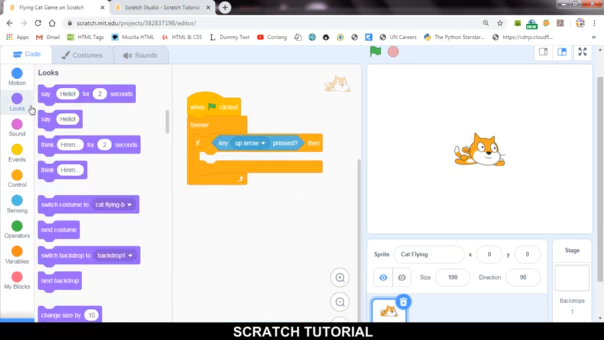 Flying Cat Game on Scratch
Scratch Studio - Scratch Tutorial
scratch.mit.edu/projects/382837198/editor/
Apps
Gmail
HTML Tags
Mozilla HTML
HTML & CSS
Dummy Text
Conlang
UN Careers
The Python Standar...
https://cdnjs.cloudf...
Code
Costumes
Sounds
Motion
Looks
Sound
Events
Control
Sensing
Operators
Variables
My Blocks
Looks
say Hello! for 2 seconds
say Hello!
think Hmm... for 2 seconds
think Hmm...
switch costume to cat flying-b
next costume
switch backdrop to backdrop1
next backdrop
change size by 10
when clicked
forever
if key up arrow pressed? then
Sprite Cat Flying x 0 y 0
Size 100 Direction 90
Stage
Backdrops
1
SCRATCH TUTORIAL